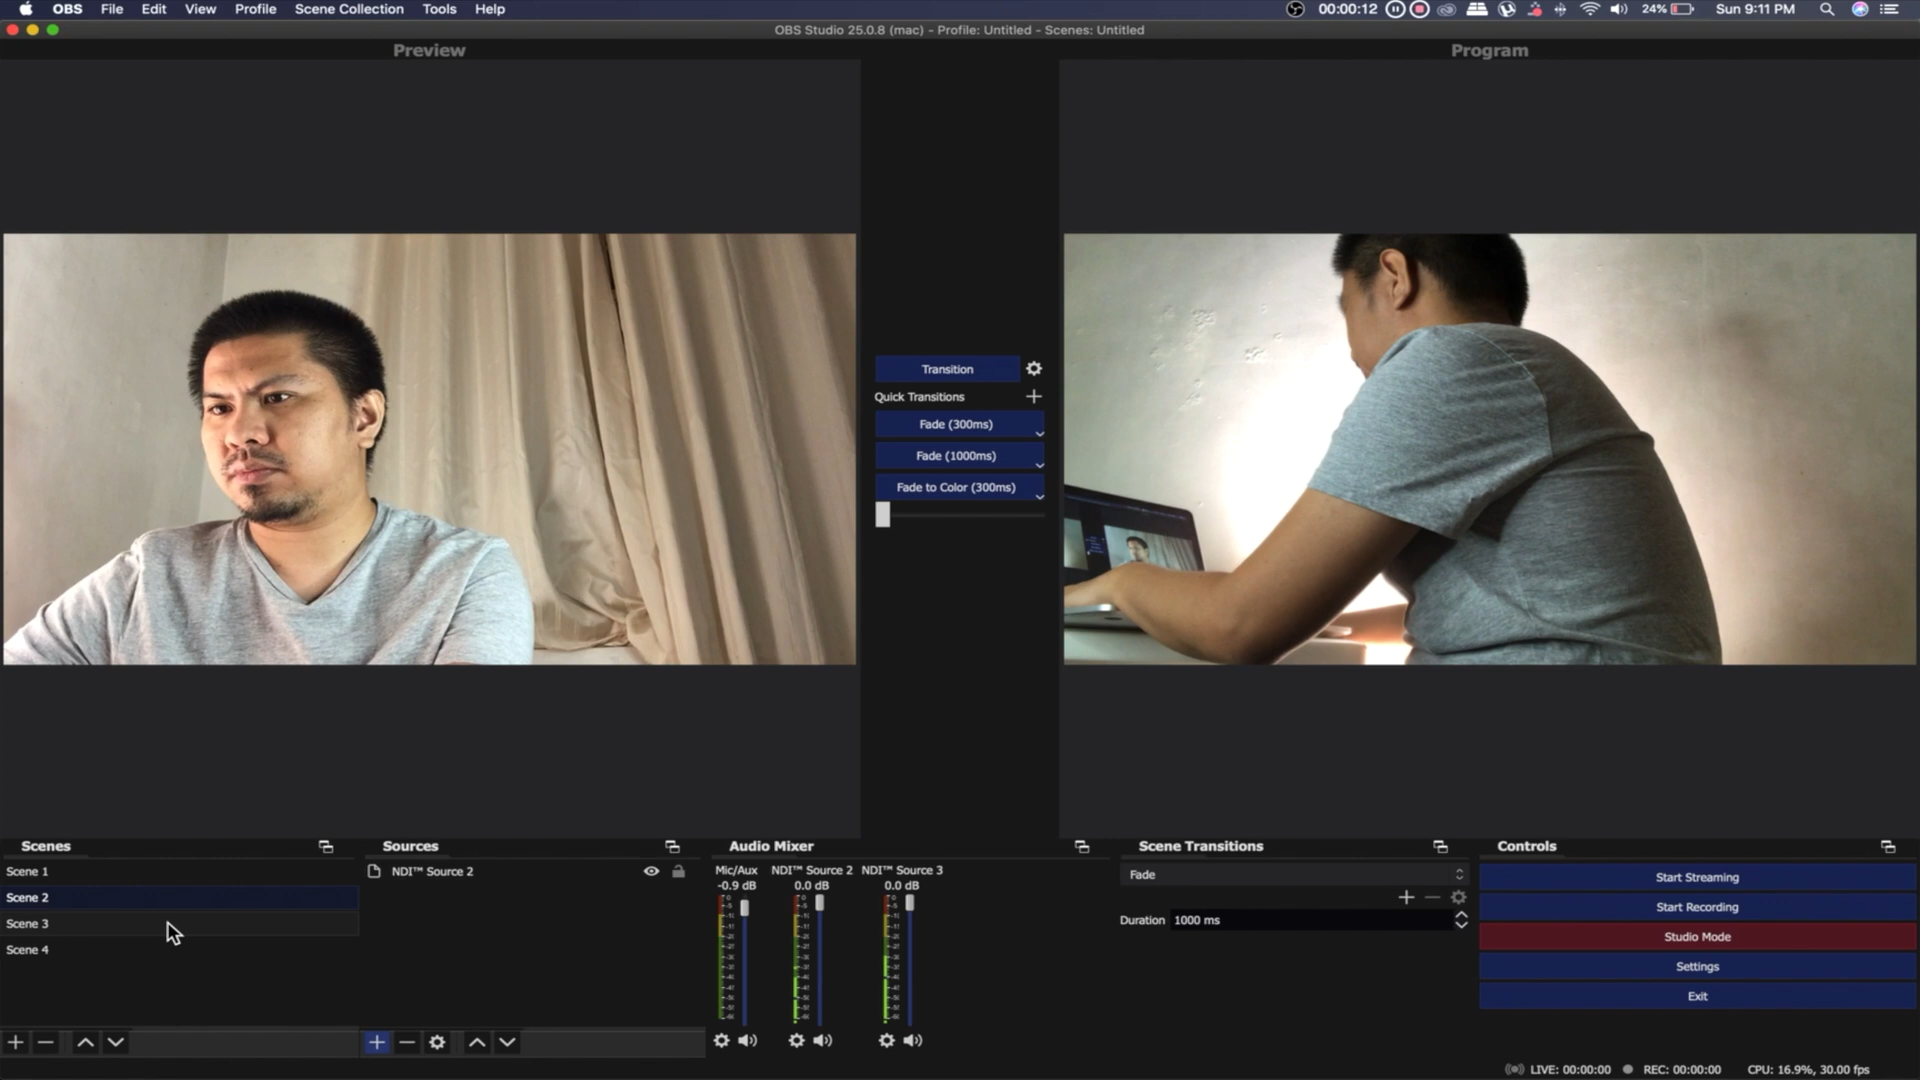 OBS File Edit View Profile Scene Collection Tools Help 00:00:12 24% Sun 9:11 PM
OBS Studio 25.0.8 (mac) - Profile: Untitled - Scenes: Untitled
Preview
Program
Transition
Quick Transitions
Fade (300ms)
Fade (1000ms)
Fade to Color (300ms)
Scenes
Scene 1
Scene 2
Scene 3
Scene 4
Sources
NDI™ Source 2
Audio Mixer
Mic/Aux NDI™ Source 2 NDI™ Source 3
-0.9 dB 0.0 dB 0.0 dB
Scene Transitions
Fade
Duration 1000 ms
Controls
Start Streaming
Start Recording
Studio Mode
Settings
Exit
LIVE: 00:00:00 REC: 00:00:00 CPU: 16.9%, 30.00 fps